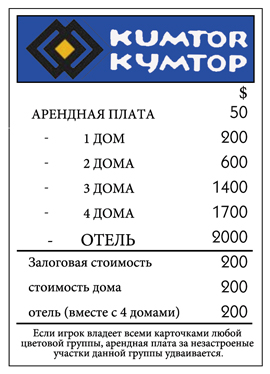 KUMTOR
КУМТОР
$
АРЕНДНАЯ ПЛАТА 50
- 1 ДОМ 200
- 2 ДОМА 600
- 3 ДОМА 1400
- 4 ДОМА 1700
- ОТЕЛЬ 2000
Залоговая стоимость 200
стоимость дома 200
отель (вместе с 4 домами) 200
Если игрок владеет всеми карточками любой
цветовой группы, арендная плата за незастроеные
участки данной группы удваивается.